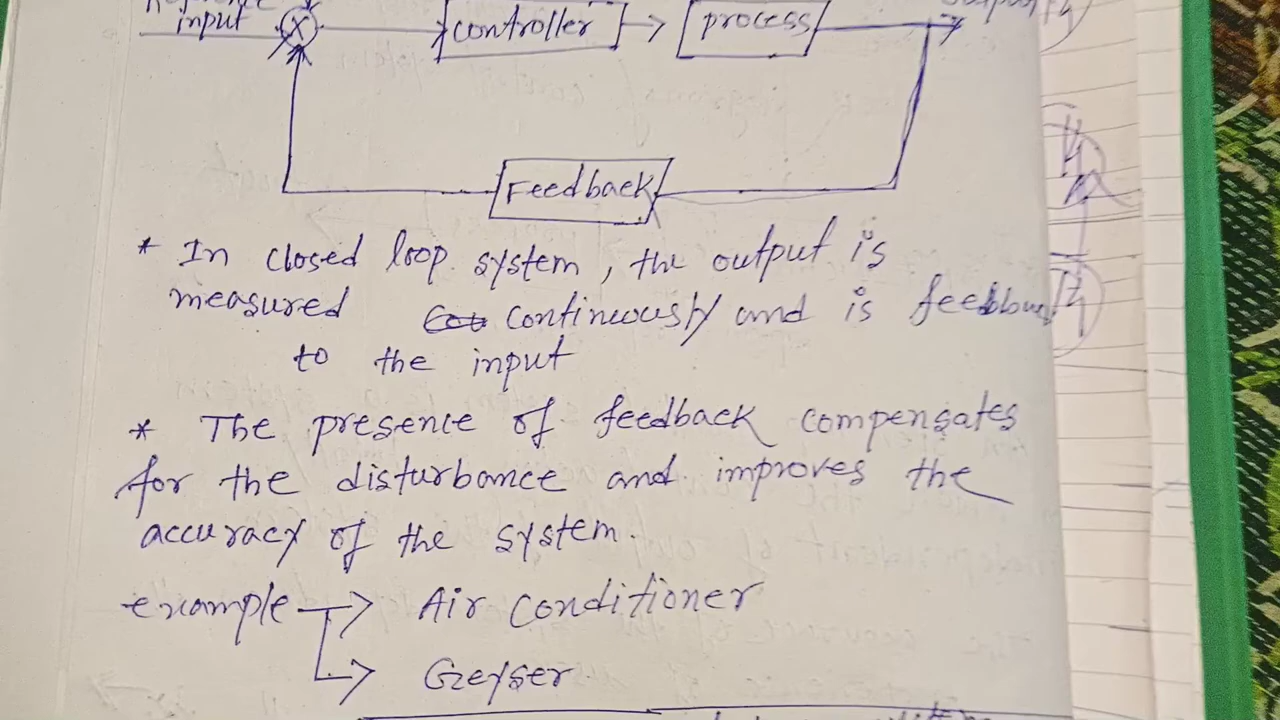 input
controller
process
Feedback
* In closed loop system, the output is
measured continuously and is
to the input
* The presence of feedback compensates
for the disturbance and improves the
accuracy of the system.
example → Air Conditioner
→ Geyser